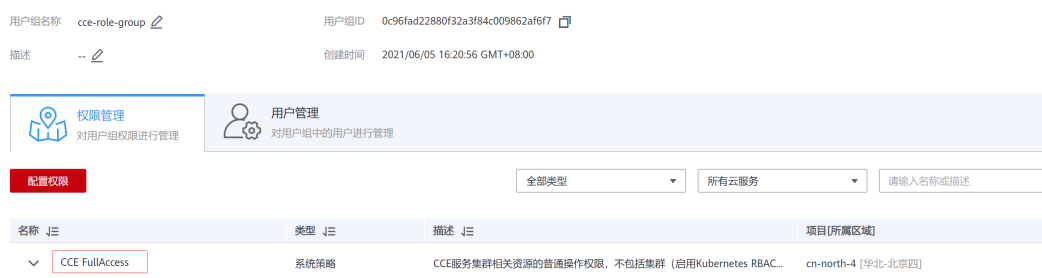 用户组名称 cce-role-group 用户组ID 0c96fad22880f32a3f84c009862af6f7
描述 -- 创建时间 2021/06/05 16:20:56 GMT+08:00
权限管理 用户管理
对用户组权限进行管理 对用户组中的用户进行管理
配置权限 全部类型 所有云服务 请输入名称或描述
名称 类型 描述 项目[所属区域]
CCE FullAccess 系统策略 CCE服务集群相关资源的普通操作权限，不包括集群（启用Kubernetes RBAC... cn-north-4 [华北-北京四]